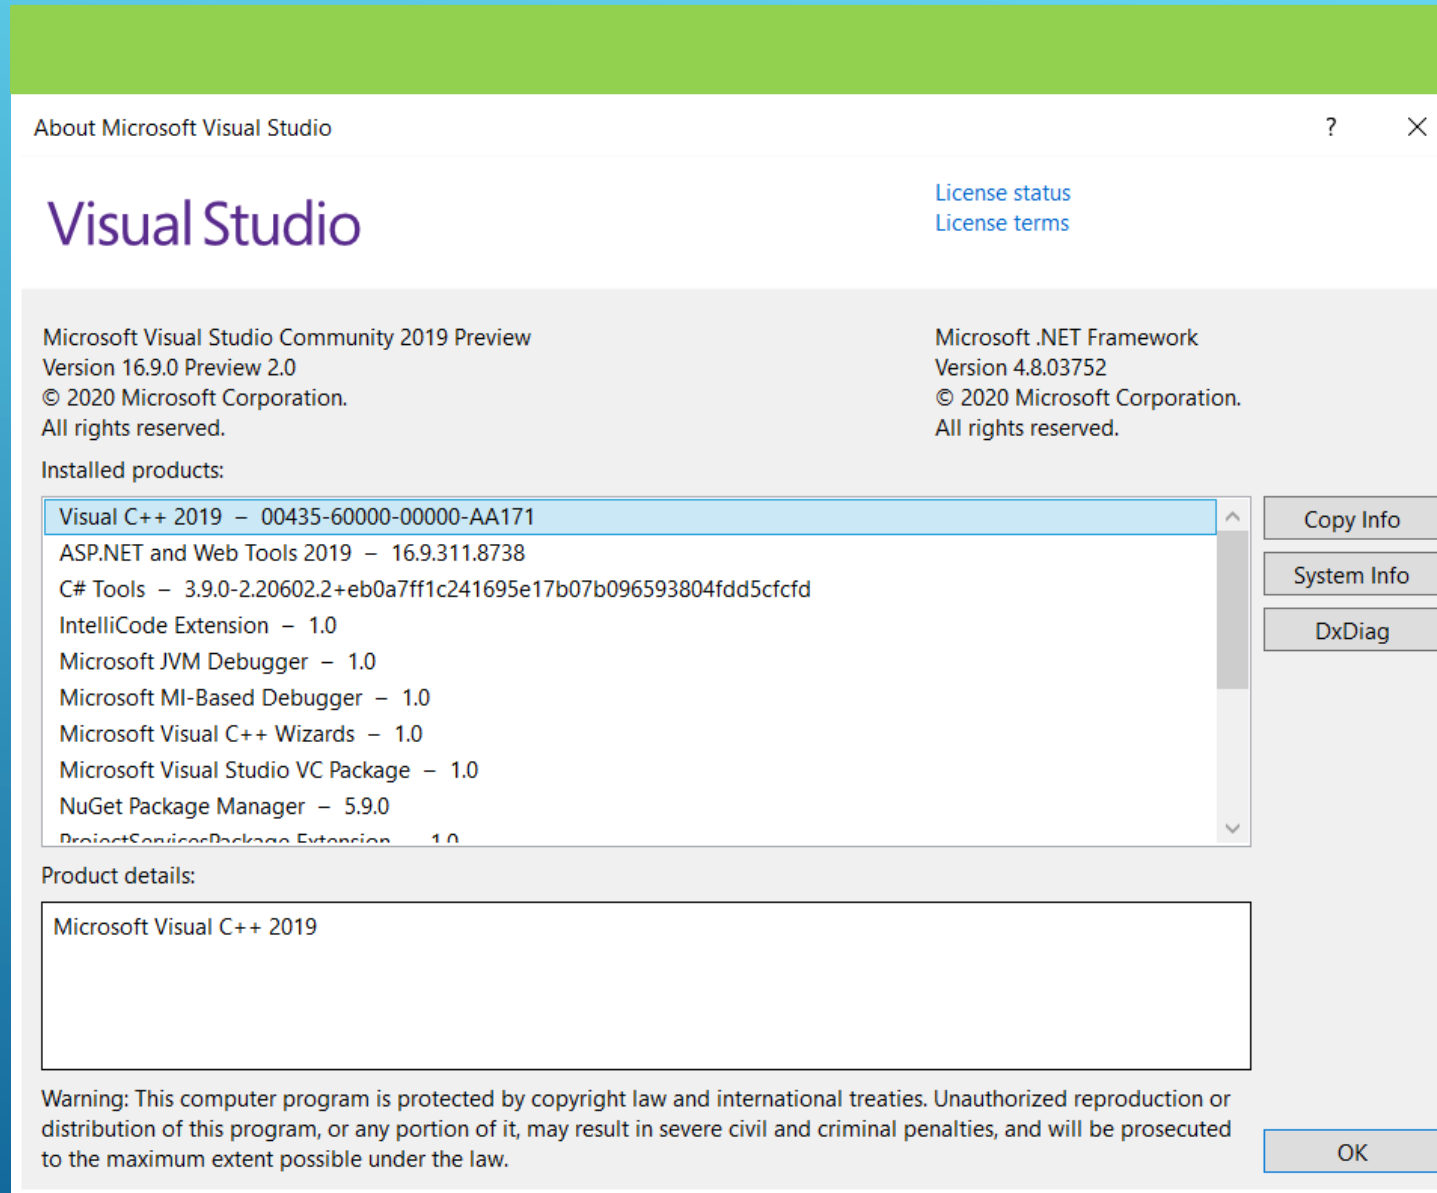 About Microsoft Visual Studio
?
Visual Studio
License status
License terms
Microsoft Visual Studio Community 2019 Preview
Version 16.9.0 Preview 2.0
© 2020 Microsoft Corporation.
All rights reserved.
Microsoft .NET Framework
Version 4.8.03752
© 2020 Microsoft Corporation.
All rights reserved.
Installed products:
Visual C++ 2019 – 00435-60000-00000-AA171
ASP.NET and Web Tools 2019 – 16.9.311.8738
C# Tools – 3.9.0-2.20602.2+eb0a7ff1c241695e17b07b096593804fdd5cfcfd
IntelliCode Extension – 1.0
Microsoft JVM Debugger – 1.0
Microsoft MI-Based Debugger – 1.0
Microsoft Visual C++ Wizards – 1.0
Microsoft Visual Studio VC Package – 1.0
NuGet Package Manager – 5.9.0
ProjectServicesPackage Extension – 1.0
Copy Info
System Info
DxDiag
Product details:
Microsoft Visual C++ 2019
Warning: This computer program is protected by copyright law and international treaties. Unauthorized reproduction or
distribution of this program, or any portion of it, may result in severe civil and criminal penalties, and will be prosecuted
to the maximum extent possible under the law.
OK